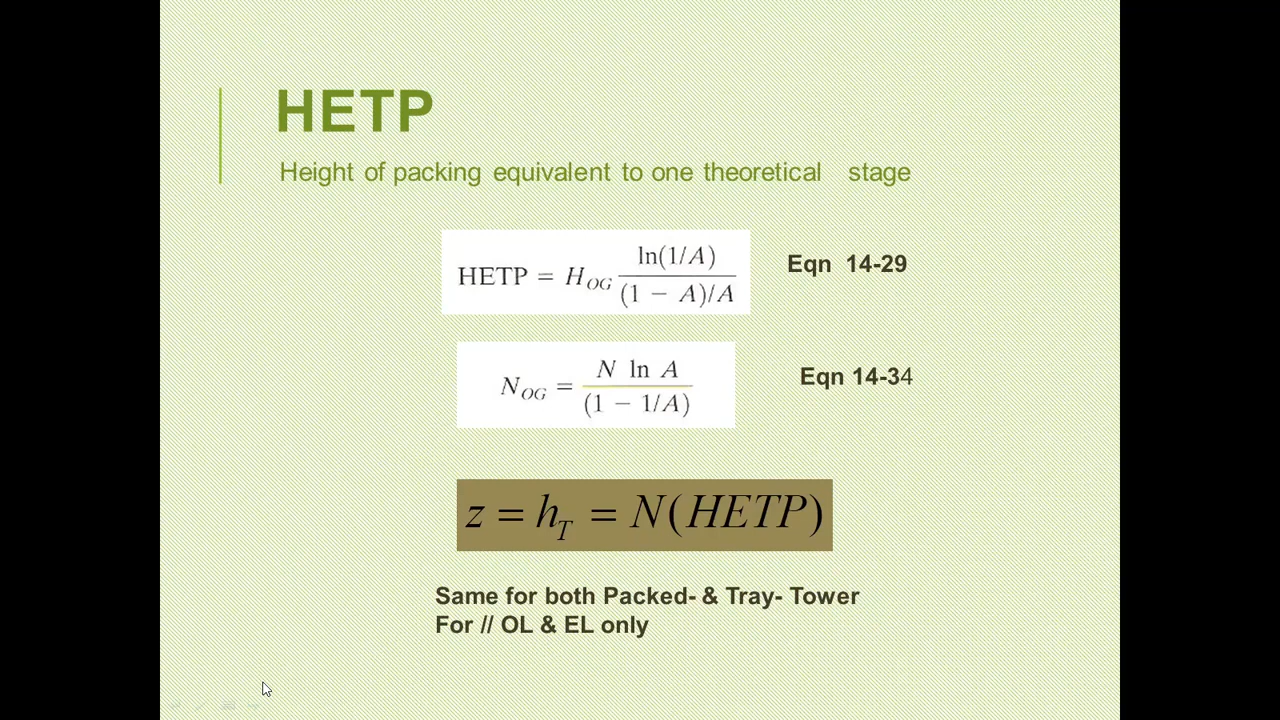 HETP
Height of packing equivalent to one theoretical stage
HETP = H_OG ln(1/A) / (1 − A)/A
Eqn 14-29
N_OG = N ln A / (1 − 1/A)
Eqn 14-34
z = h_T = N(HETP)
Same for both Packed- & Tray- Tower
For // OL & EL only